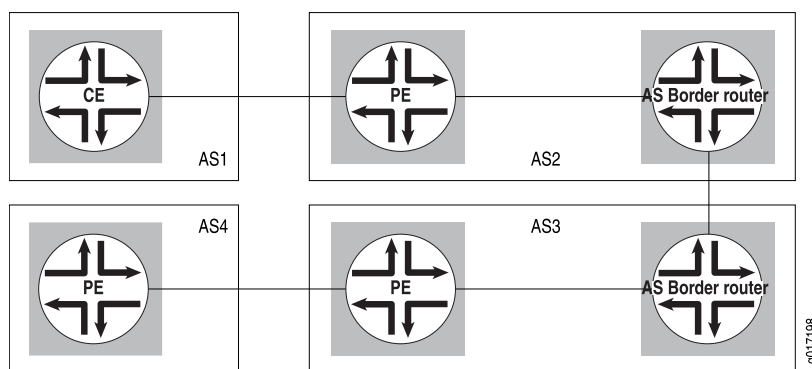 CE
PE
AS Border router
AS1
AS2
AS4
AS3
PE
PE
AS Border router
g017198